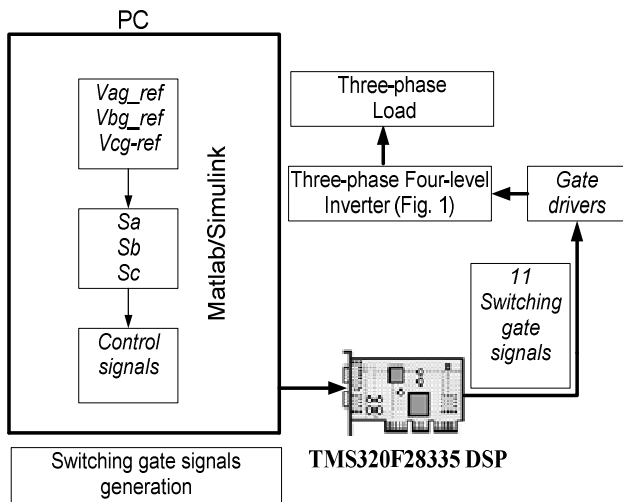 PC
Vag_ref
Vbg_ref
Vcg-ref
Sa
Sb
Sc
Control
signals
Matlab/Simulink
Three-phase
Load
Three-phase Four-level
Inverter (Fig. 1)
Gate
drivers
11
Switching
gate
signals
TMS320F28335 DSP
Switching gate signals
generation